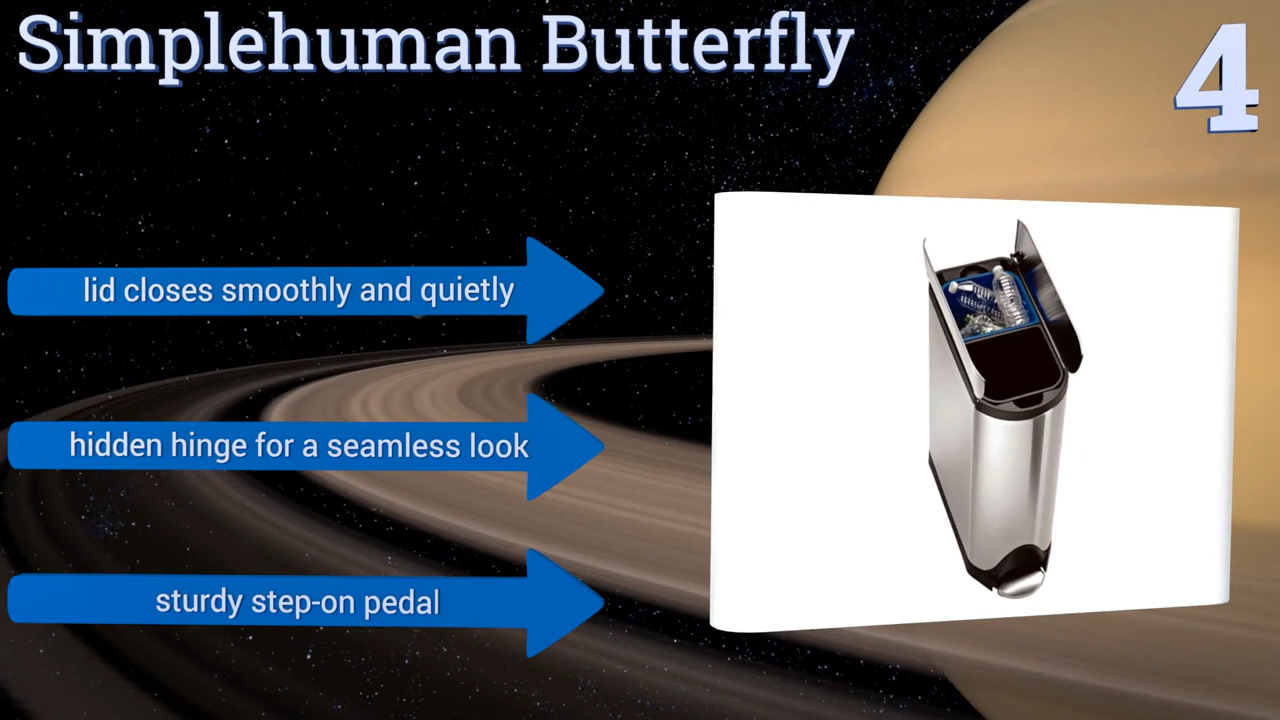 Simplehuman Butterfly
4
lid closes smoothly and quietly
hidden hinge for a seamless look
sturdy step-on pedal